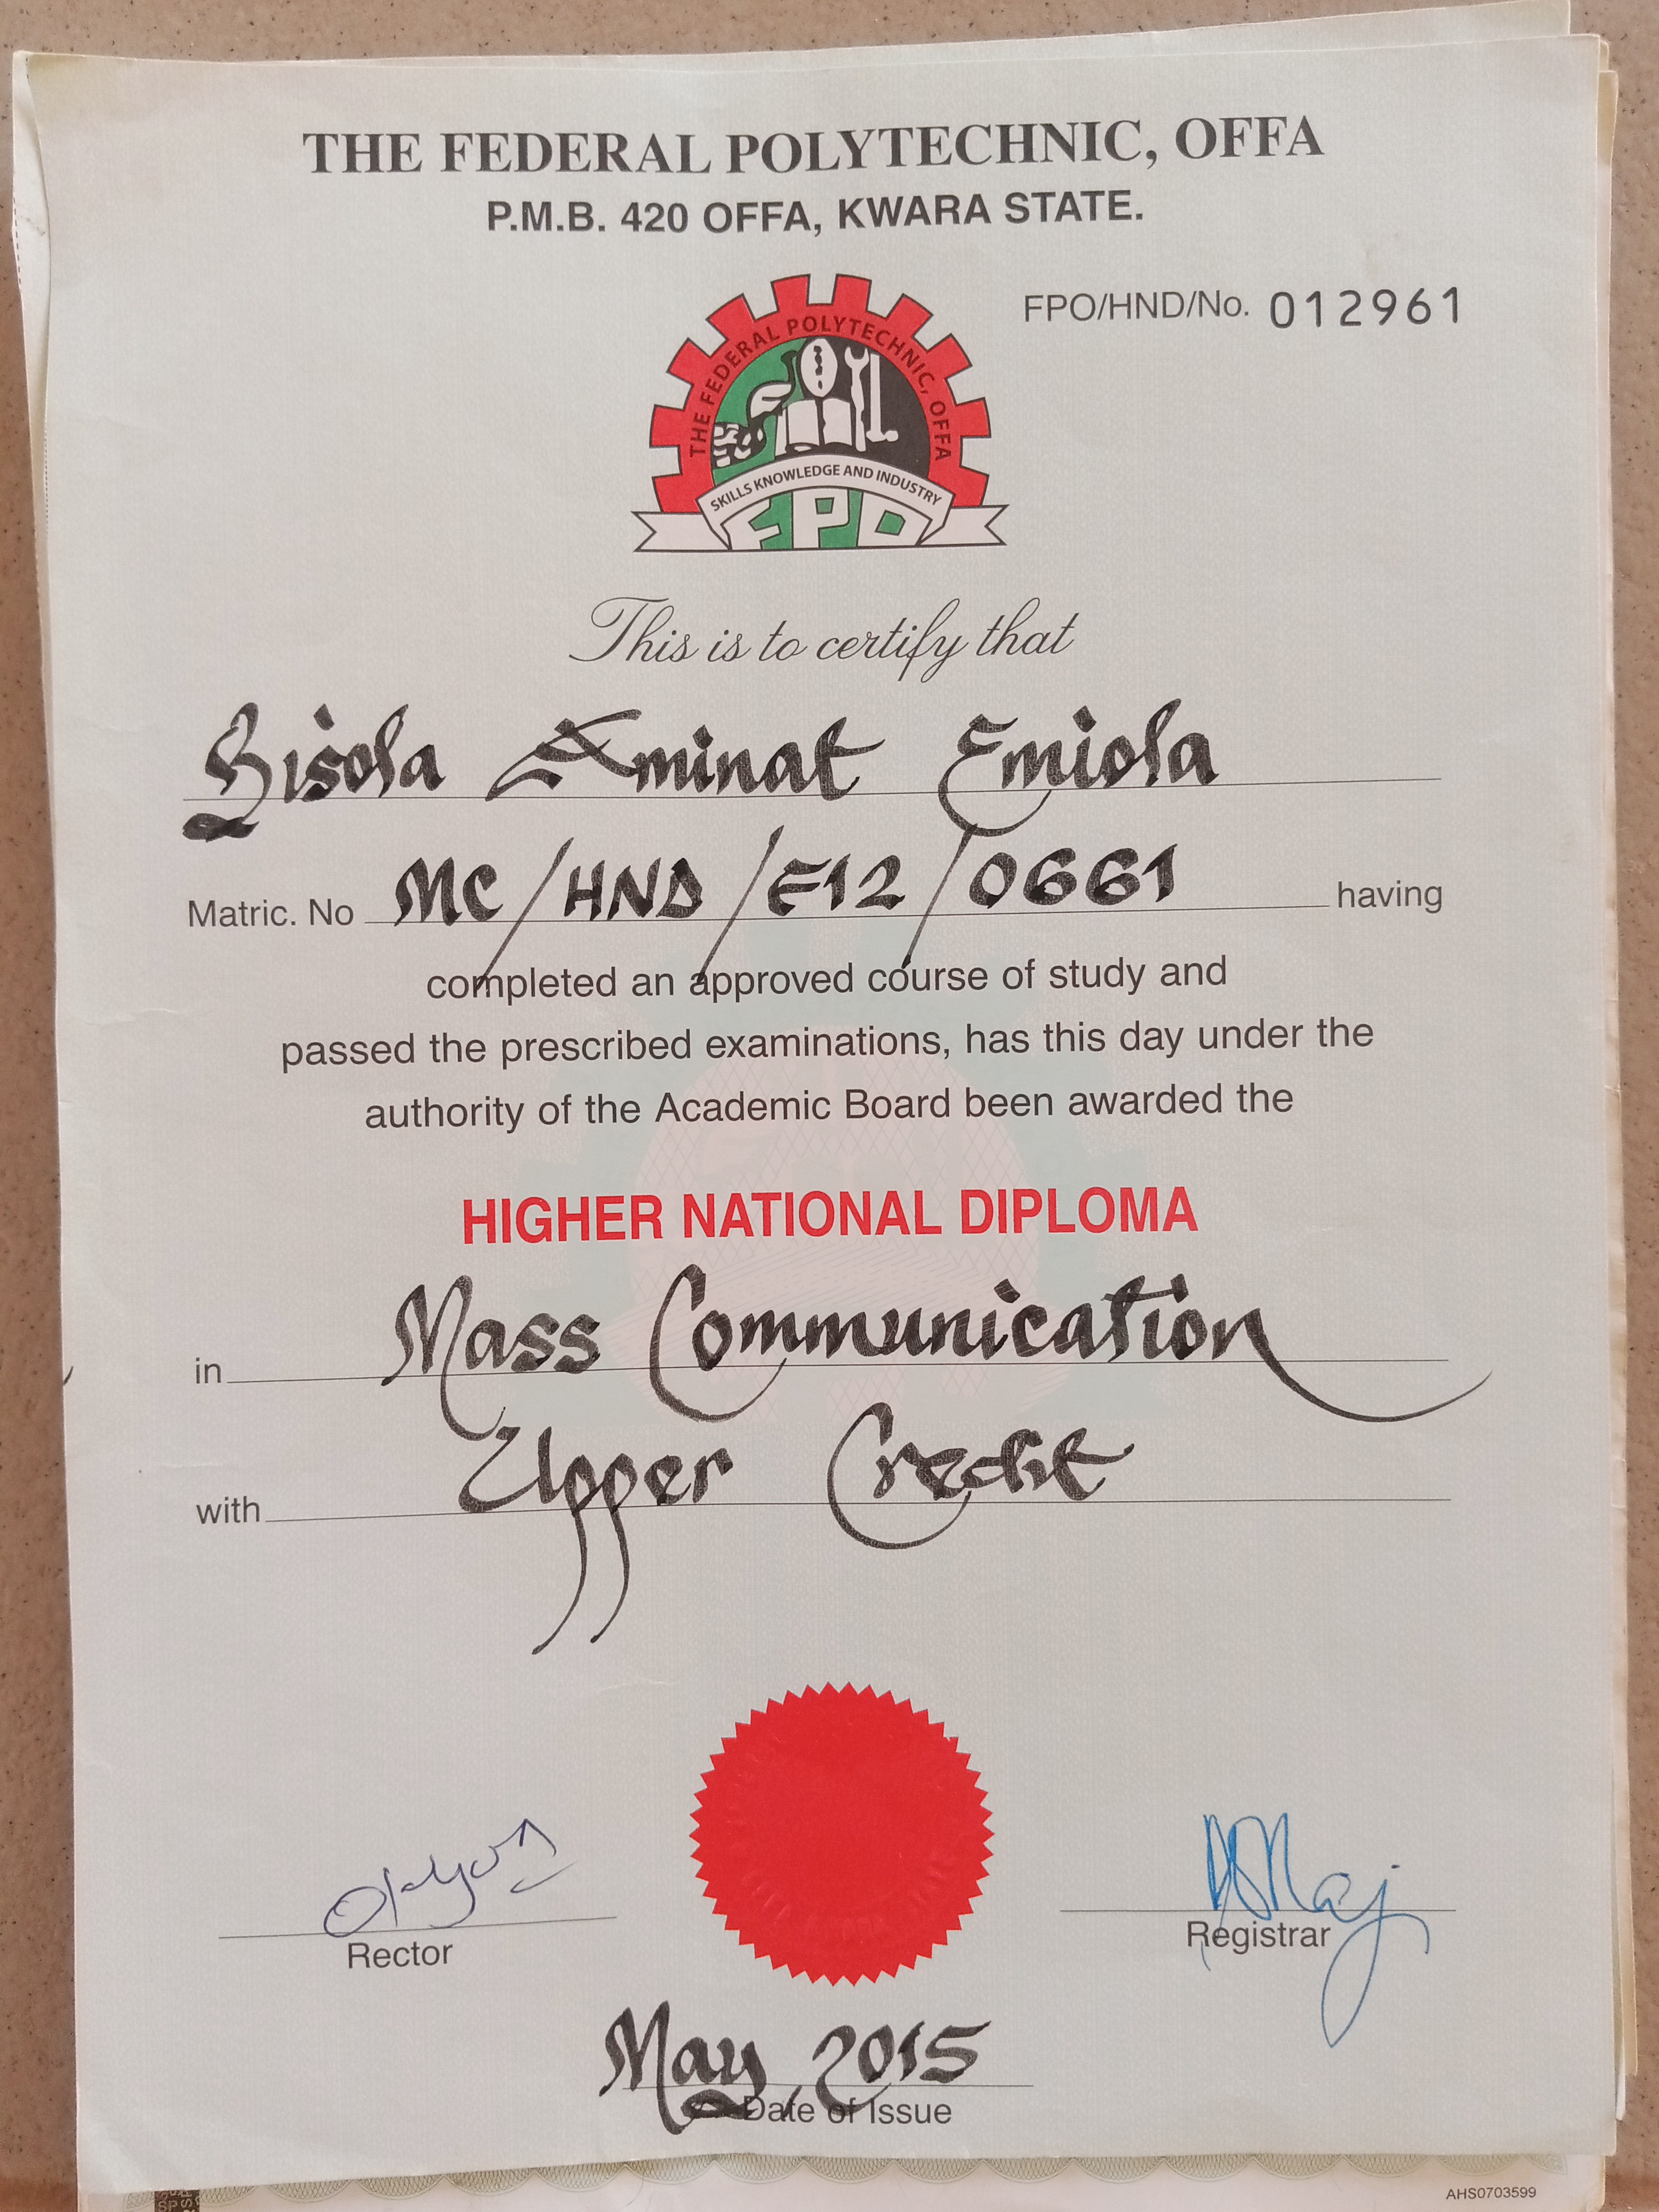 THE FEDERAL POLYTECHNIC, OFFA
P.M.B. 420 OFFA, KWARA STATE.
FPO/HND/No. 012961
THE FEDERAL POLYTECHNIC, OFFA
SKILLS KNOWLEDGE AND INDUSTRY
FPO
This is to certify that
Bisola Aminat Emiola
Matric. No MC/HND/F12/0661 having
completed an approved course of study and
passed the prescribed examinations, has this day under the
authority of the Academic Board been awarded the
HIGHER NATIONAL DIPLOMA
in Mass Communication
with Upper Credit
Rector
Registrar
May, 2015
Date of Issue
AHS0703599